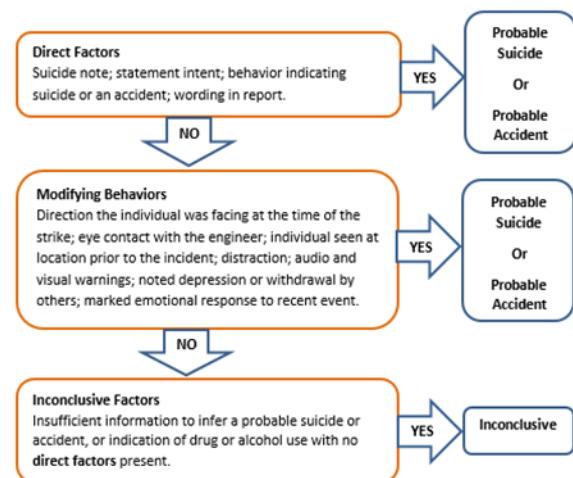 Direct Factors
Suicide note; statement intent; behavior indicating
suicide or an accident; wording in report.
YES
Probable
Suicide
Or
Probable
Accident
NO
Modifying Behaviors
Direction the individual was facing at the time of the
strike; eye contact with the engineer; individual seen at
location prior to the incident; distraction; audio and
visual warnings; noted depression or withdrawal by
others; marked emotional response to recent event.
YES
Probable
Suicide
Or
Probable
Accident
NO
Inconclusive Factors
Insufficient information to infer a probable suicide or
accident, or indication of drug or alcohol use with no
direct factors present.
YES
Inconclusive